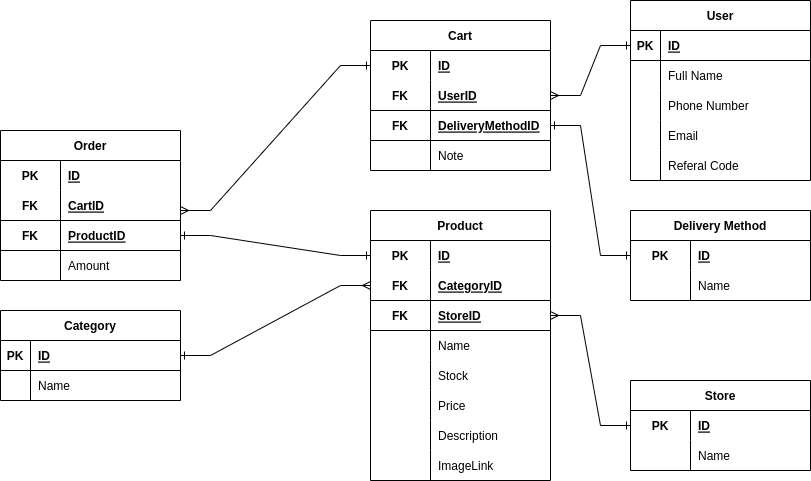 Cart
PK ID
FK UserID
FK DeliveryMethodID
Note
User
PK ID
Full Name
Phone Number
Email
Referal Code
Order
PK ID
FK CartID
FK ProductID
Amount
Product
PK ID
FK CategoryID
FK StoreID
Name
Stock
Price
Description
ImageLink
Delivery Method
PK ID
Name
Category
PK ID
Name
Store
PK ID
Name